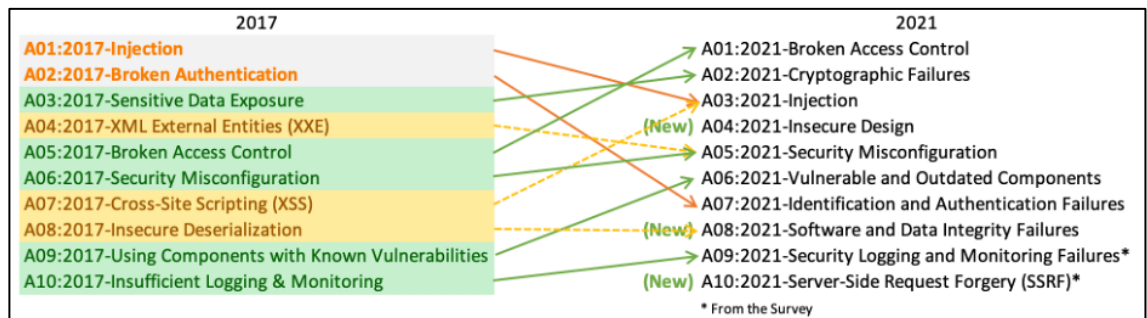 2017
A01:2017-Injection
A02:2017-Broken Authentication
A03:2017-Sensitive Data Exposure
A04:2017-XML External Entities (XXE)
A05:2017-Broken Access Control
A06:2017-Security Misconfiguration
A07:2017-Cross-Site Scripting (XSS)
A08:2017-Insecure Deserialization
A09:2017-Using Components with Known Vulnerabilities
A10:2017-Insufficient Logging & Monitoring
2021
A01:2021-Broken Access Control
A02:2021-Cryptographic Failures
A03:2021-Injection
(New) A04:2021-Insecure Design
A05:2021-Security Misconfiguration
A06:2021-Vulnerable and Outdated Components
A07:2021-Identification and Authentication Failures
(New) A08:2021-Software and Data Integrity Failures
A09:2021-Security Logging and Monitoring Failures*
(New) A10:2021-Server-Side Request Forgery (SSRF)*
* From the Survey